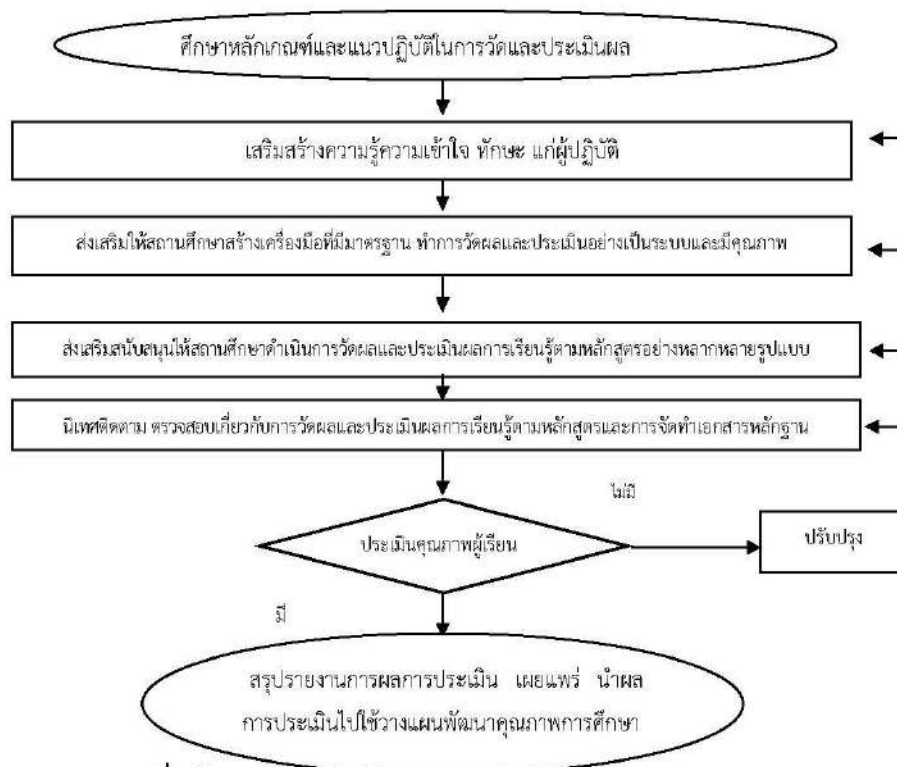 ศึกษาหลักเกณฑ์และแนวปฏิบัติในการวัดและประเมินผล
เสริมสร้างความรู้ความเข้าใจ ทักษะ แก่ผู้ปฏิบัติ
ส่งเสริมให้สถานศึกษาสร้างเครื่องมือที่มีมาตรฐาน ทำการวัดผลและประเมินอย่างเป็นระบบและมีคุณภาพ
ส่งเสริมสนับสนุนให้สถานศึกษาดำเนินการวัดผลและประเมินผลการเรียนรู้ตามหลักสูตรอย่างหลากหลายรูปแบบ
นิเทศติดตาม ตรวจสอบเกี่ยวกับการวัดผลและประเมินผลการเรียนรู้ตามหลักสูตรและการจัดทำเอกสารหลักฐาน
ไม่มี
ประเมินคุณภาพผู้เรียน
ปรับปรุง
มี
สรุปรายงานการผลการประเมิน เผยแพร่ นำผล
การประเมินไปใช้วางแผนพัฒนาคุณภาพการศึกษา